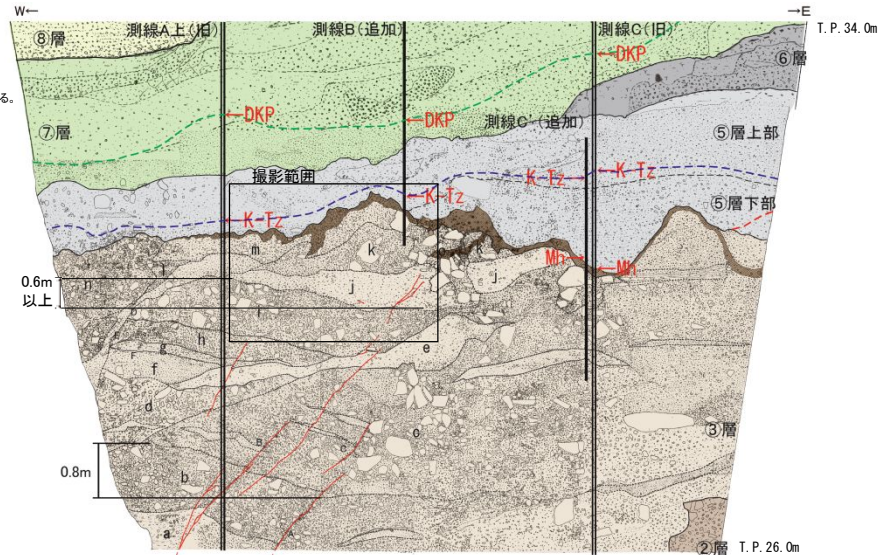 W←
→E
測線A上(旧)
測線B(追加)
測線C(旧)
T.P.34.0m
⑧層
←DKP
⑥層
る。
←DKP
←DKP
⑦層
測線C'(追加)
⑤層上部
撮影範囲
K-Tz
←K-Tz
←K-Tz
←K-Tz
⑤層下部
m
k
Mh
←Mh
l
n
j
j
0.6m
以上
i
D
h
e
E
g
F
f
d
③層
B
c
o
0.8m
b
a
A
②層
T.P.26.0m